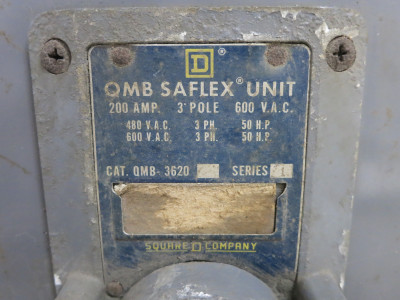 D
QMB SAFLEX® UNIT
200 AMP. 3 POLE 600 V.A.C.
480 V.A.C. 3 PH. 50 H.P.
600 V.A.C. 3 PH. 50 H.P.
CAT. QMB-3620 SERIES 1
SQUARE D COMPANY